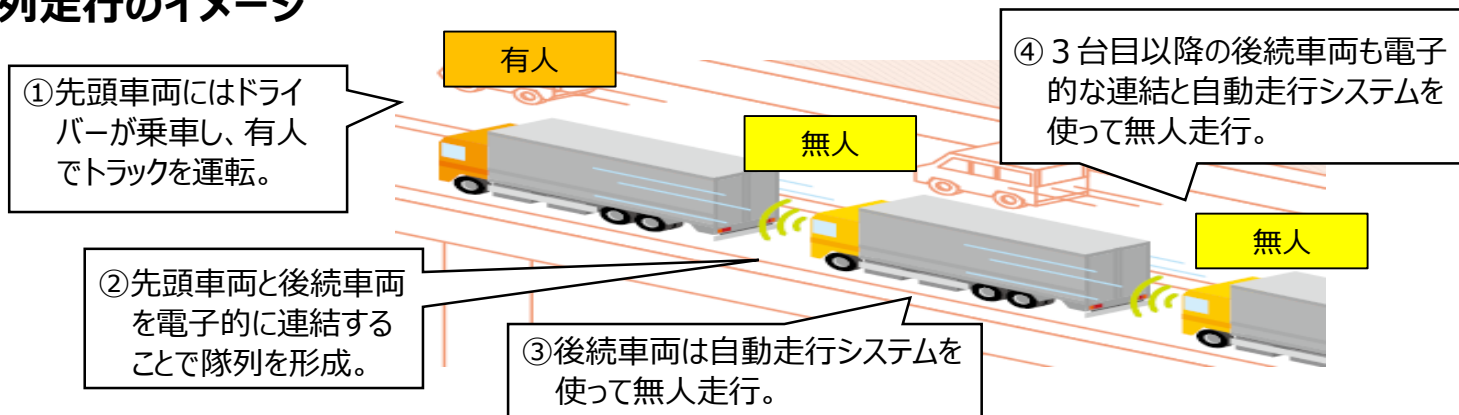 列走行のイメージ
有人
①先頭車両にはドライ
バーが乗車し、有人
でトラックを運転。
無人
④３台目以降の後続車両も電子
的な連結と自動走行システムを
使って無人走行。
無人
②先頭車両と後続車両
を電子的に連結する
ことで隊列を形成。
③後続車両は自動走行システムを
使って無人走行。